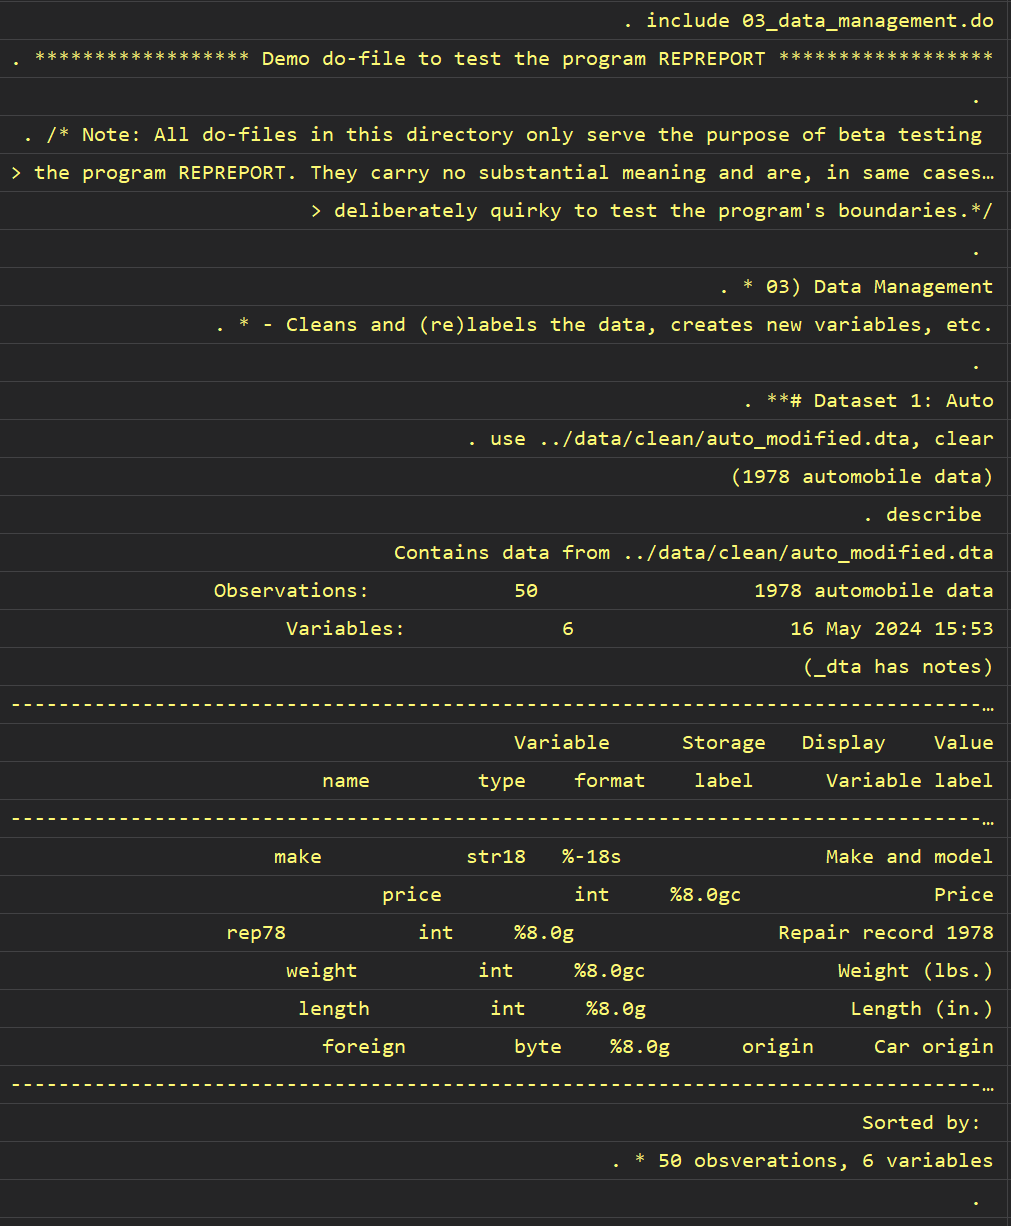 . include 03_data_management.do
. ****************** Demo do-file to test the program REPREPORT ******************
.
. /* Note: All do-files in this directory only serve the purpose of beta testing
> the program REPREPORT. They carry no substantial meaning and are, in same cases…
> deliberately quirky to test the program's boundaries.*/
.
. * 03) Data Management
. * - Cleans and (re)labels the data, creates new variables, etc.
.
. **# Dataset 1: Auto
. use ../data/clean/auto_modified.dta, clear
(1978 automobile data)
. describe
Contains data from ../data/clean/auto_modified.dta
Observations:            50                  1978 automobile data
Variables:             6                  16 May 2024 15:53
(_dta has notes)
---------------------------------------------------------------------------------…
Variable      Storage   Display    Value
name         type    format    label      Variable label
---------------------------------------------------------------------------------…
make            str18   %-18s                 Make and model
price           int     %8.0gc                Price
rep78           int     %8.0g                 Repair record 1978
weight          int     %8.0gc                Weight (lbs.)
length          int     %8.0g                 Length (in.)
foreign         byte    %8.0g      origin     Car origin
---------------------------------------------------------------------------------…
Sorted by:
. * 50 obsverations, 6 variables
.